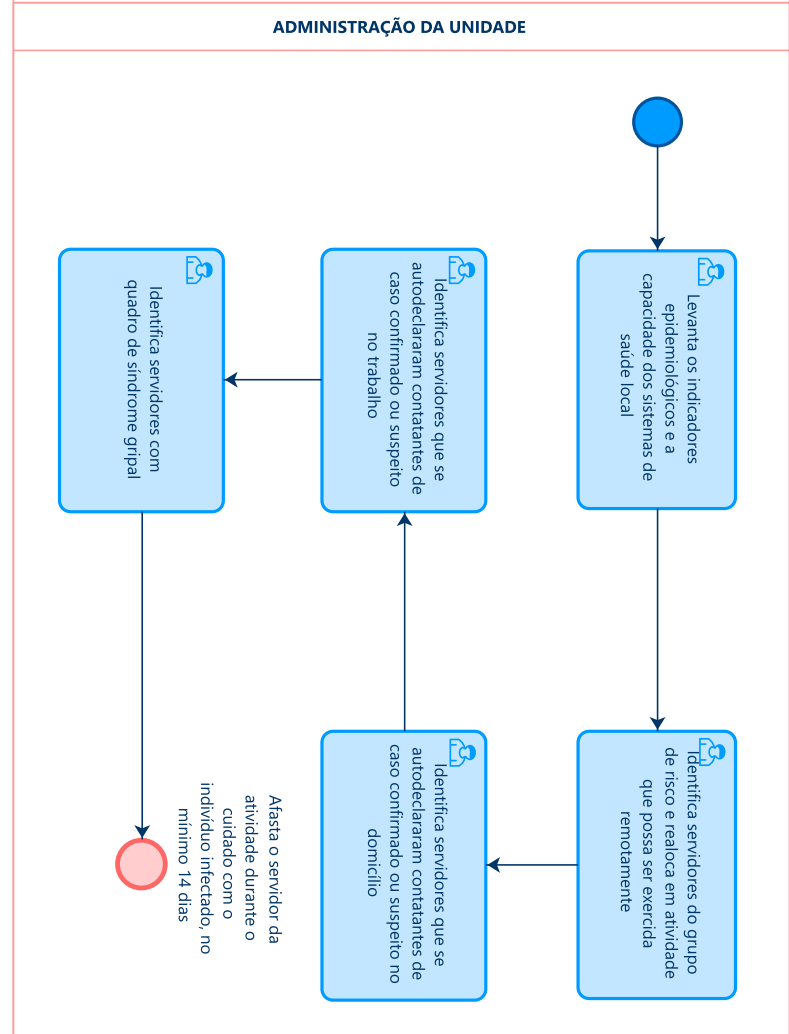 ADMINISTRAÇÃO DA UNIDADE
Levanta os indicadores
epidemiológicos e a
capacidade dos sistemas de
saúde local
Identifica servidores do grupo
de risco e realoca em atividade
que possa ser exercida
remotamente
Identifica servidores que se
autodeclararam contatantes de
caso confirmado ou suspeito no
domicílio
Identifica servidores que se
autodeclararam contatantes de
caso confirmado ou suspeito
no trabalho
Identifica servidores com
quadro de síndrome gripal
Afasta o servidor da
atividade durante o
cuidado com o
indivíduo infectado, no
mínimo 14 dias